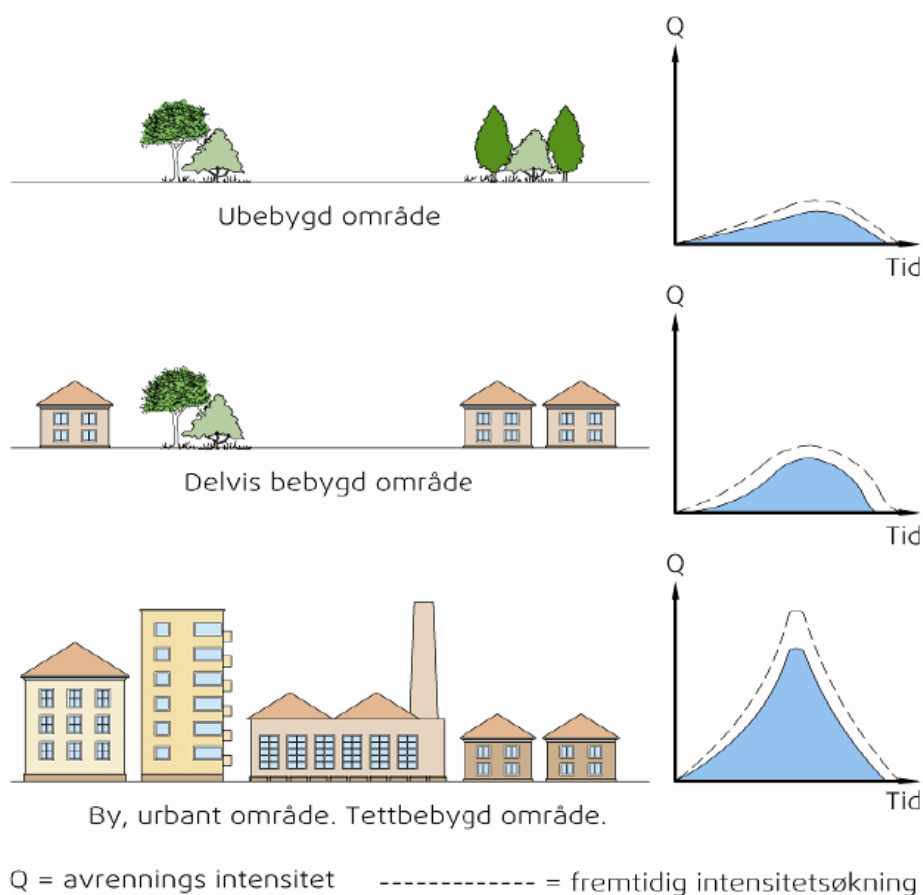 Q
Ubebygd område
Tid
Q
Delvis bebygd område
Tid
Q
By, urbant område. Tettbebygd område.
Tid
Q = avrennings intensitet -------------- = fremtidig intensitetsøkning